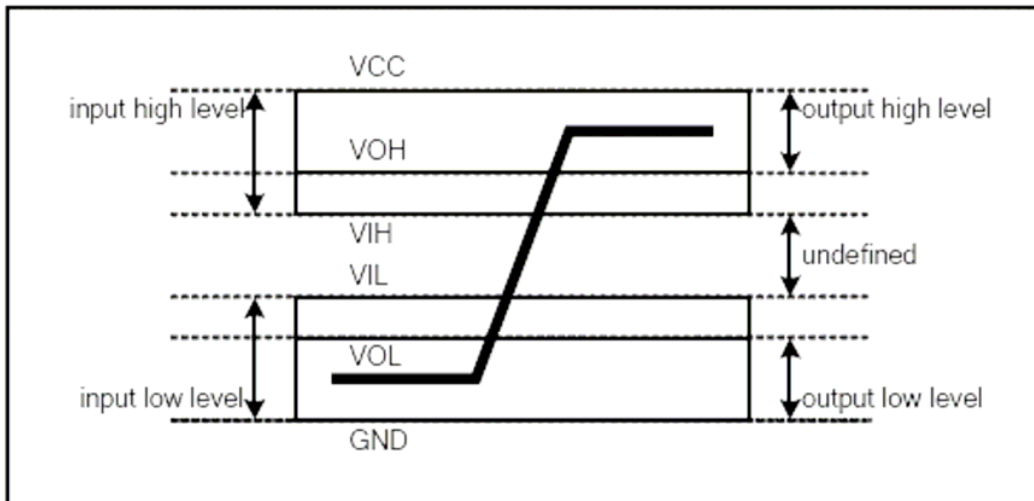 VCC
input high level
output high level
VOH
VIH
undefined
VIL
VOL
input low level
output low level
GND